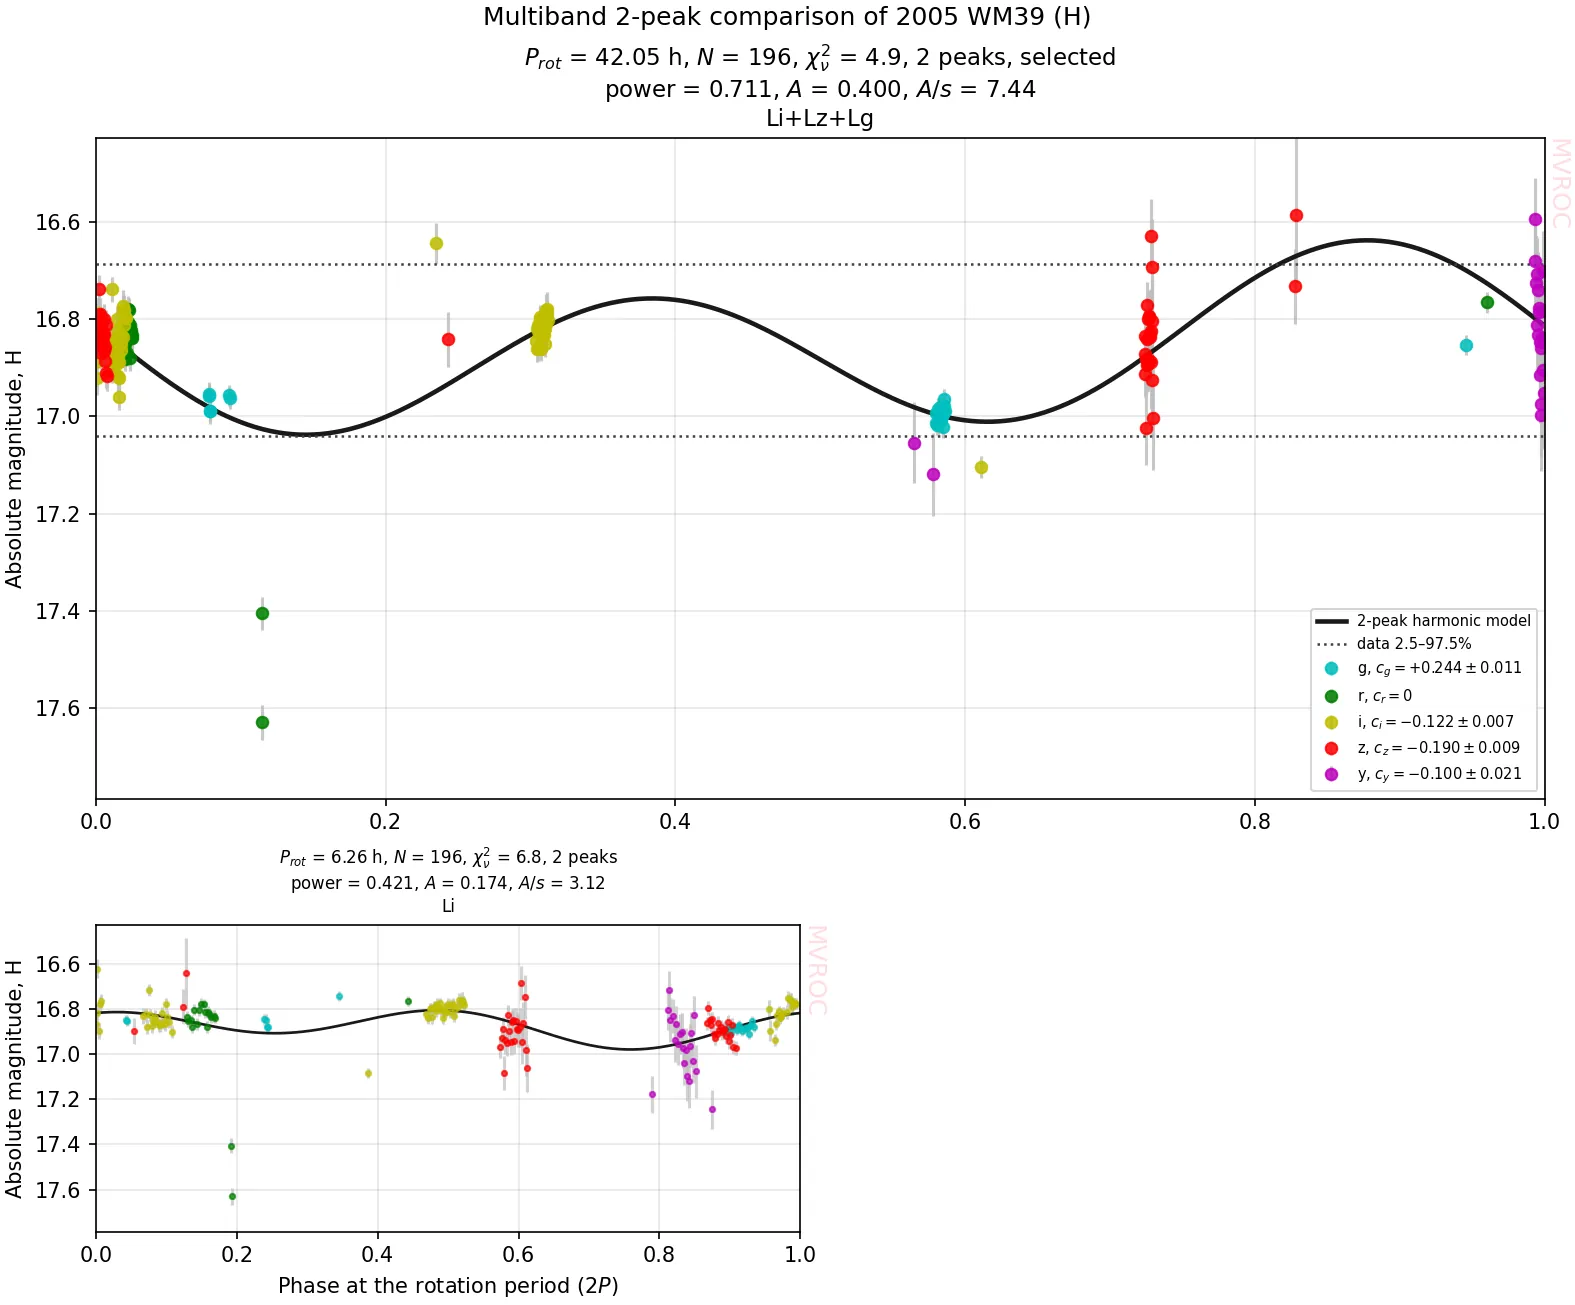 Multiband 2-peak comparison of 2005 WM39 (H)
P_rot = 42.05 h, N = 196, χ²_ν = 4.9, 2 peaks, selected
power = 0.711, A = 0.400, A/s = 7.44
Li+Lz+Lg
MVROC
Absolute magnitude, H
16.6
16.8
17.0
17.2
17.4
17.6
2-peak harmonic model
data 2.5–97.5%
g, c_g = +0.244 ± 0.011
r, c_r = 0
i, c_i = −0.122 ± 0.007
z, c_z = −0.190 ± 0.009
y, c_y = −0.100 ± 0.021
0.0 0.2 0.4 0.6 0.8 1.0
P_rot = 6.26 h, N = 196, χ²_ν = 6.8, 2 peaks
power = 0.421, A = 0.174, A/s = 3.12
Li
MVROC
Absolute magnitude, H
16.6
16.8
17.0
17.2
17.4
17.6
0.0 0.2 0.4 0.6 0.8 1.0
Phase at the rotation period (2P)